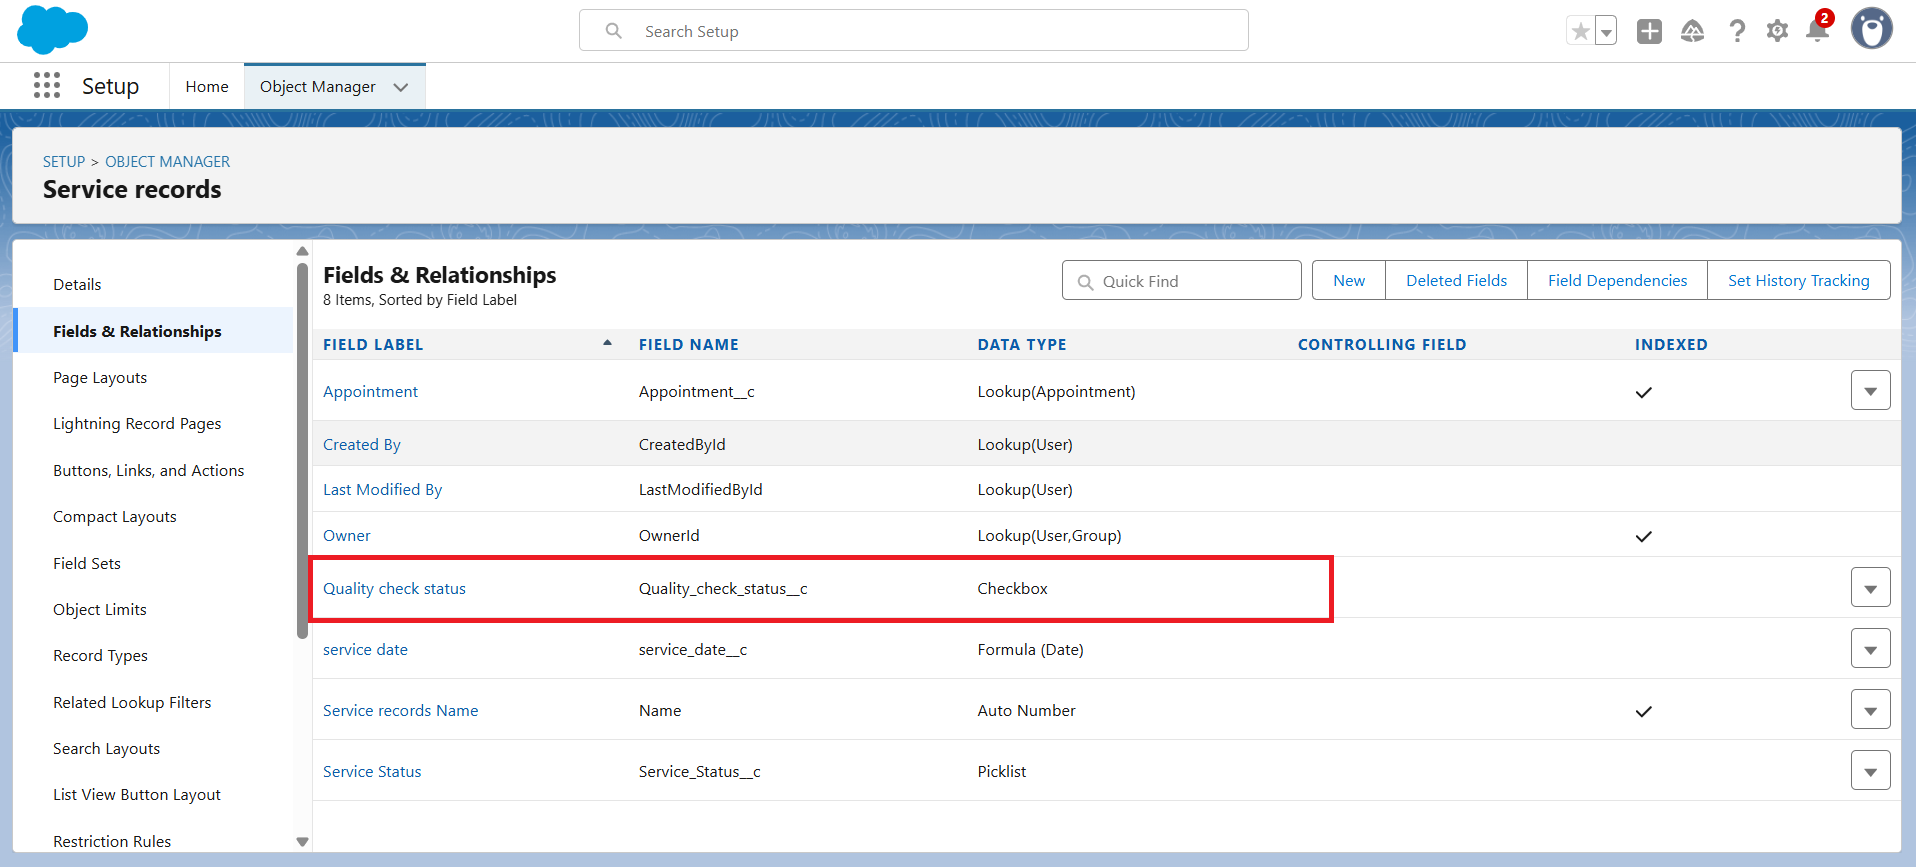 Search Setup
2
Setup
Home
Object Manager
SETUP > OBJECT MANAGER
Service records
Details
Fields & Relationships
Page Layouts
Lightning Record Pages
Buttons, Links, and Actions
Compact Layouts
Field Sets
Object Limits
Record Types
Related Lookup Filters
Search Layouts
List View Button Layout
Restriction Rules
Fields & Relationships
8 Items, Sorted by Field Label
Quick Find
New
Deleted Fields
Field Dependencies
Set History Tracking
FIELD LABEL FIELD NAME DATA TYPE CONTROLLING FIELD INDEXED
Appointment Appointment__c Lookup(Appointment)
Created By CreatedById Lookup(User)
Last Modified By LastModifiedById Lookup(User)
Owner OwnerId Lookup(User,Group)
Quality check status Quality_check_status__c Checkbox
service date service_date__c Formula (Date)
Service records Name Name Auto Number
Service Status Service_Status__c Picklist